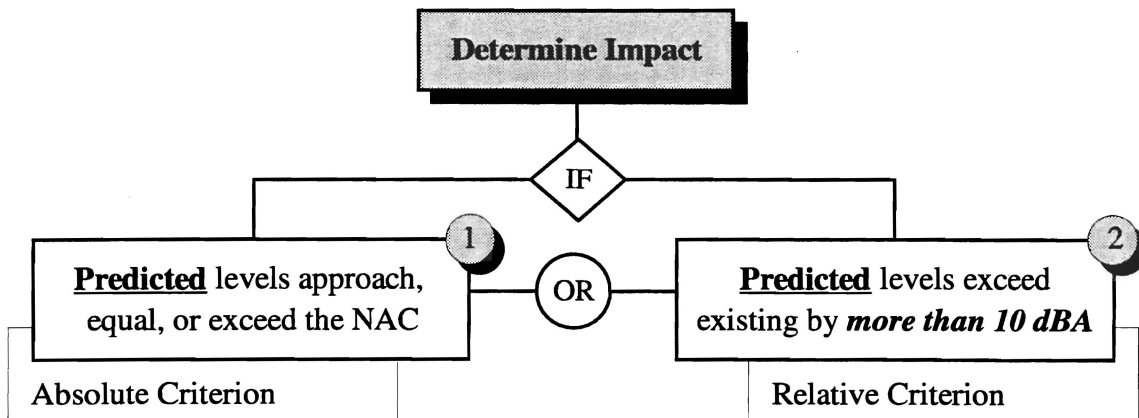 Determine Impact
IF
1
Predicted levels approach,
equal, or exceed the NAC
OR
2
Predicted levels exceed
existing by more than 10 dBA
Absolute Criterion
Relative Criterion